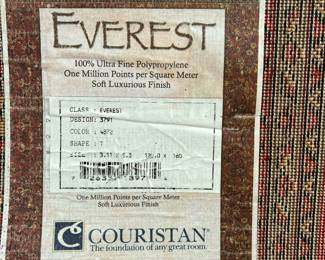 EVEREST
100% Ultra Fine Polypropylene
One Million Points per Square Meter
Soft Luxurious Finish
CLASS : EVEREST
DESIGN: 3791
COLOR : 4872
SHAPE :
SIZE :
One Million Points per Square Meter
Soft Luxurious Finish
COURISTAN
The foundation of any great room.